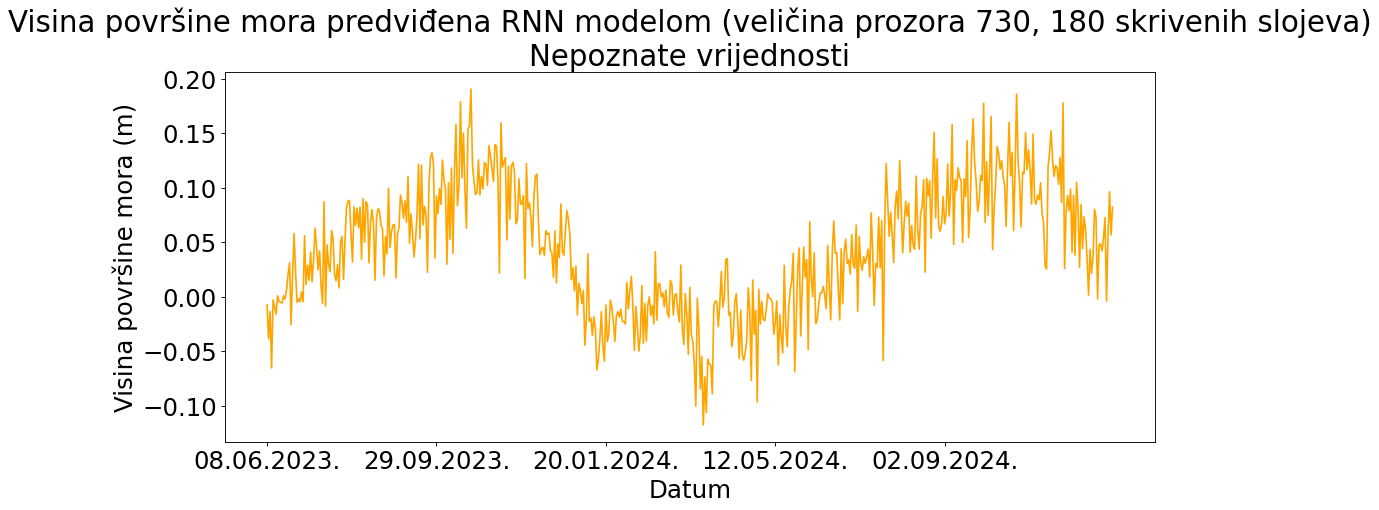 Visina površine mora predviđena RNN modelom (veličina prozora 730, 180 skrivenih slojeva)
Nepoznate vrijednosti
Visina površine mora (m)
0.20
0.15
0.10
0.05
0.00
−0.05
−0.10
08.06.2023. 29.09.2023. 20.01.2024. 12.05.2024. 02.09.2024.
Datum